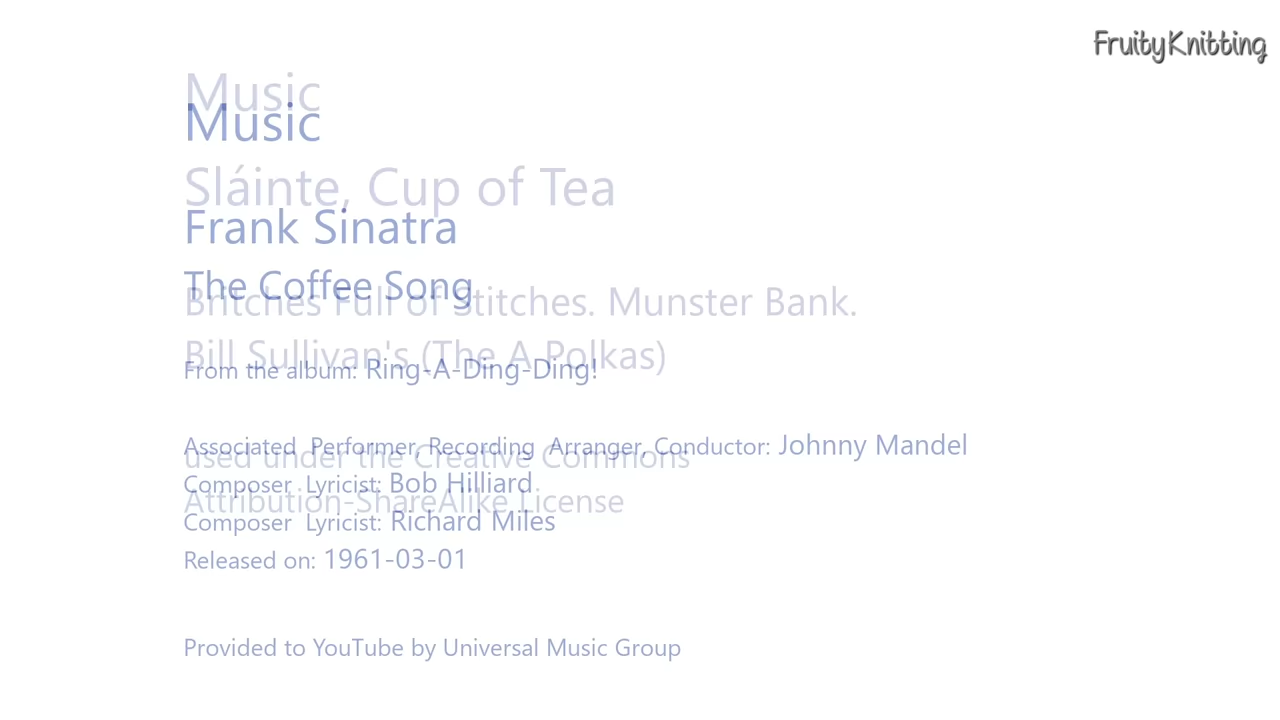 FruityKnitting
Music
Music
Sláinte, Cup of Tea
Frank Sinatra
The Coffee Song
Britches Full of Stitches. Munster Bank.
Bill Sullivan's (The A Polkas)
From the album: Ring-A-Ding-Ding!
Associated Performer, Recording Arranger, Conductor: Johnny Mandel
used under the Creative Commons
Composer Lyricist: Bob Hilliard
Attribution-ShareAlike License
Composer Lyricist: Richard Miles
Released on: 1961-03-01
Provided to YouTube by Universal Music Group